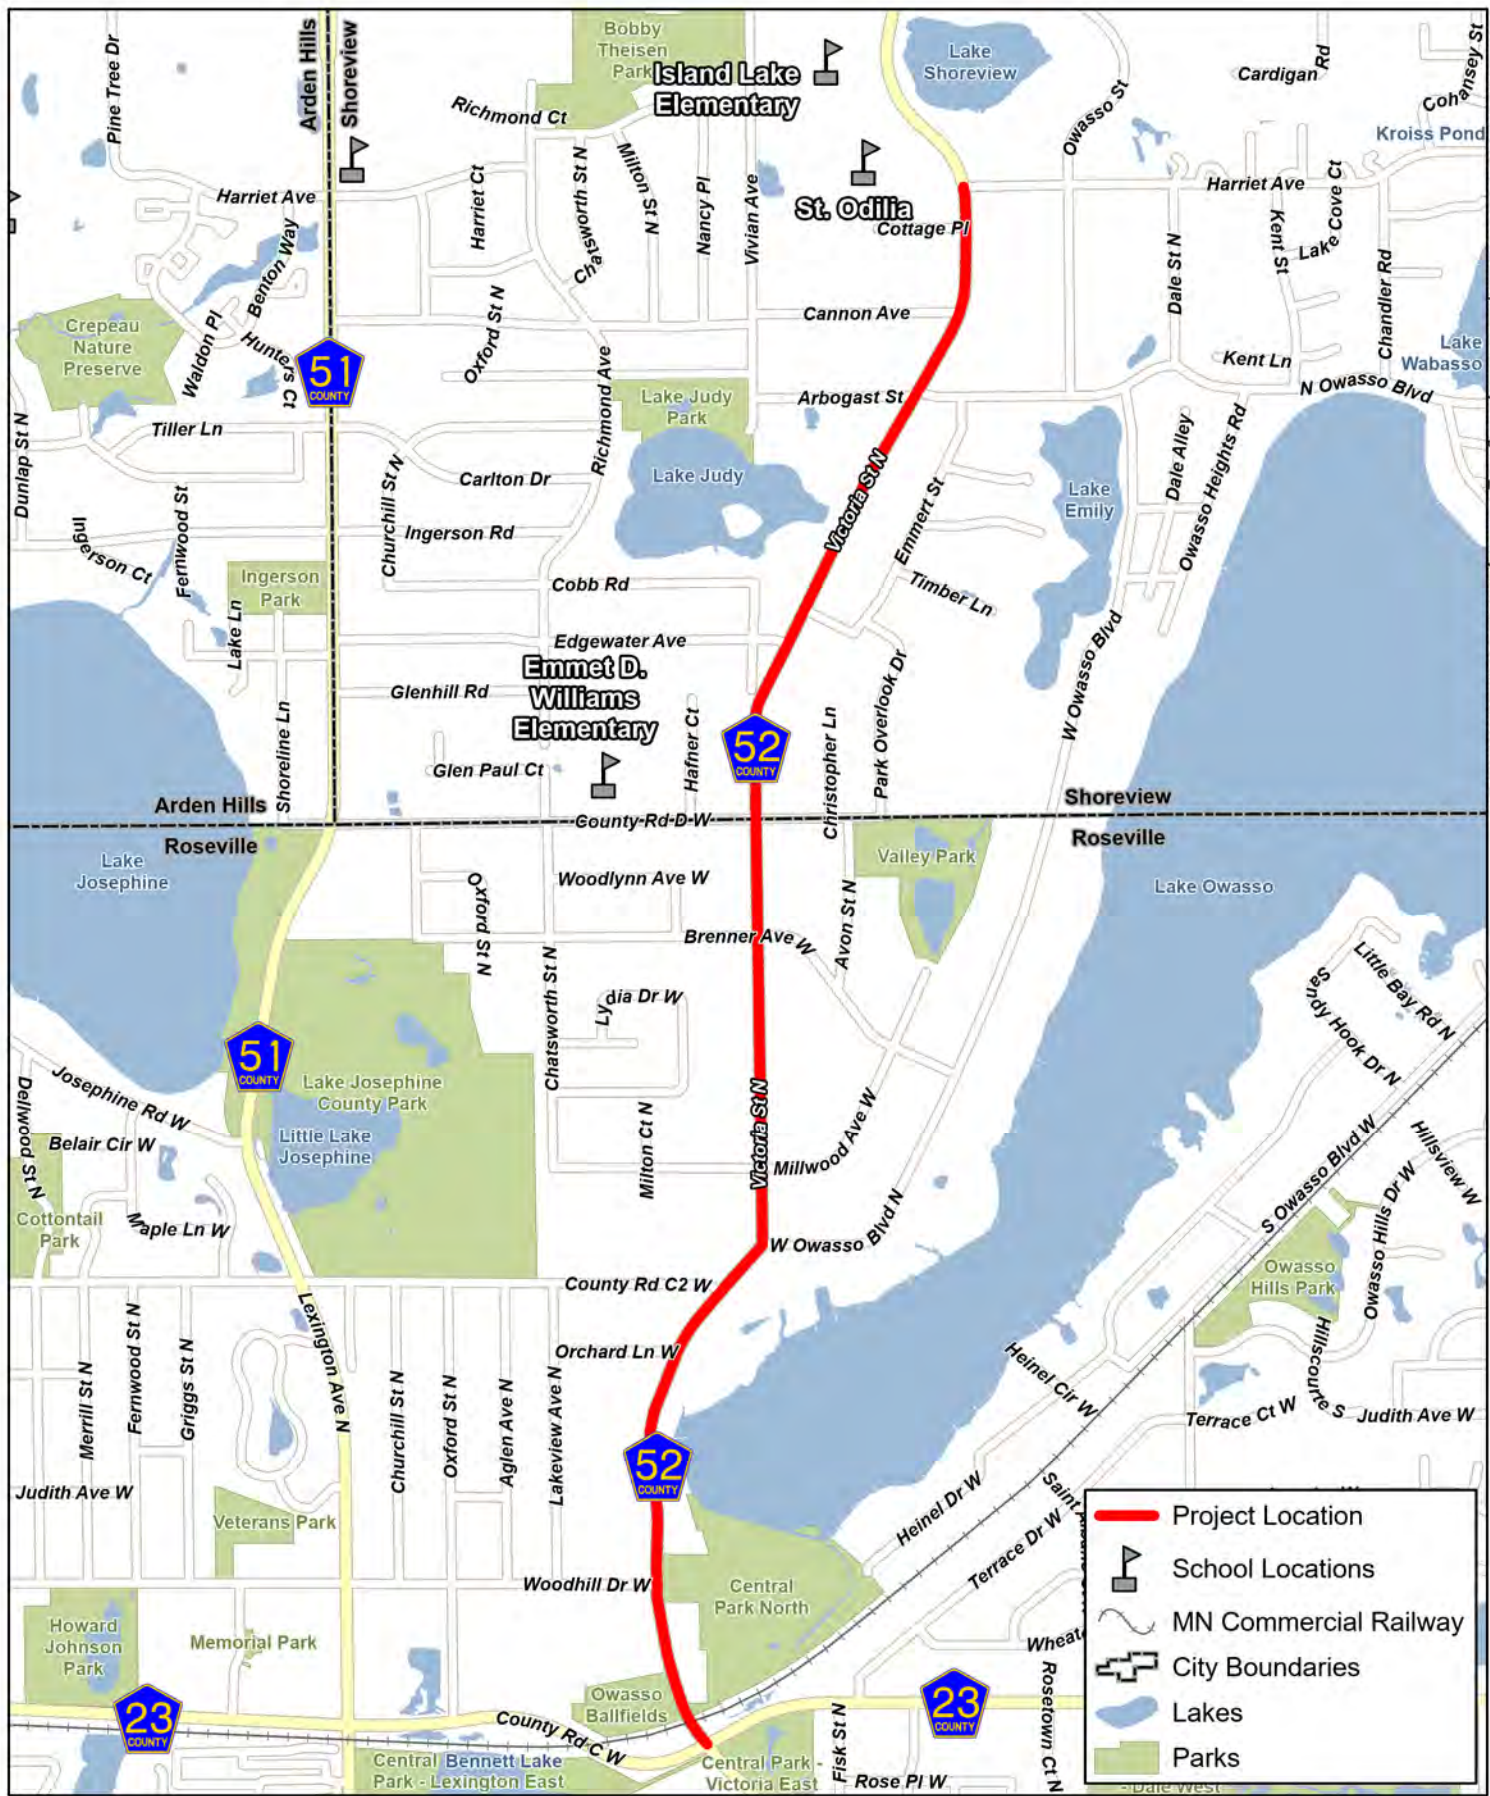 Pine Tree Dr
Arden Hills
Shoreview
Bobby
Theisen
Park
Island Lake
Elementary
Lake
Shoreview
Cardigan Rd
Cohansey St
Kroiss Pond
Richmond Ct
Owasso St
Harriet Ave
Harriet Ct
Chatsworth St N
Milton St N
Nancy Pl
Vivian Ave
St. Odilia
Cottage Pl
Harriet Ave
Dale St N
Kent St
Lake Cove Ct
Chandler Rd
Benton Way
Crepeau
Nature
Preserve
Waldon Pl
Hunters Ct
51
COUNTY
Oxford St N
Richmond Ave
Cannon Ave
Kent Ln
Lake
Wabasso
N Owasso Blvd
Arbogast St
Lake Judy
Park
Lake Judy
Dunlap St N
Tiller Ln
Carlton Dr
Churchill St N
Ingerson Rd
Victoria St N
Emmert St
Lake
Emily
Dale Alley
Owasso Heights Rd
Ingerson Ct
Fernwood St
Ingerson
Park
Lake Ln
Cobb Rd
Timber Ln
Edgewater Ave
Emmet D.
Williams
Elementary
Glenhill Rd
Shoreline Ln
Glen Paul Ct
Hafner Ct
52
COUNTY
Christopher Ln
Park Overlook Dr
W Owasso Blvd
Arden Hills
Roseville
County Rd D W
Shoreview
Roseville
Lake
Josephine
Woodlynn Ave W
Valley Park
Lake Owasso
Oxford St N
Brenner Ave W
Avon St N
Chatsworth St N
Lydia Dr W
Sandy Hook Dr N
Little Bay Rd N
51
COUNTY
Lake Josephine
County Park
Little Lake
Josephine
Josephine Rd W
Dellwood St N
Belair Cir W
Milton Ct N
Victoria St N
Millwood Ave W
S Owasso Blvd W
Hillsview W
Cottontail
Park
Maple Ln W
W Owasso Blvd N
Owasso Hills Dr W
Owasso
Hills Park
County Rd C2 W
Lexington Ave N
Orchard Ln W
Merrill St N
Fernwood St N
Griggs St N
Churchill St N
Oxford St N
Aglen Ave N
Lakeview Ave N
Heinel Cir W
Hillscourte S
Terrace Ct W
Judith Ave W
Judith Ave W
52
COUNTY
Veterans Park
Heinel Dr W
Saint
Terrace Dr W
Woodhill Dr W
Central
Park North
Howard
Johnson
Park
Memorial Park
Owasso
Ballfields
23
COUNTY
County Rd C W
Central
Park - Lexington East
Bennett Lake
Central Park -
Victoria East
Fisk St N
Rose Pl W
23
COUNTY
Rosetown Ct N
Project Location
School Locations
MN Commercial Railway
City Boundaries
Lakes
Parks
- Dale West